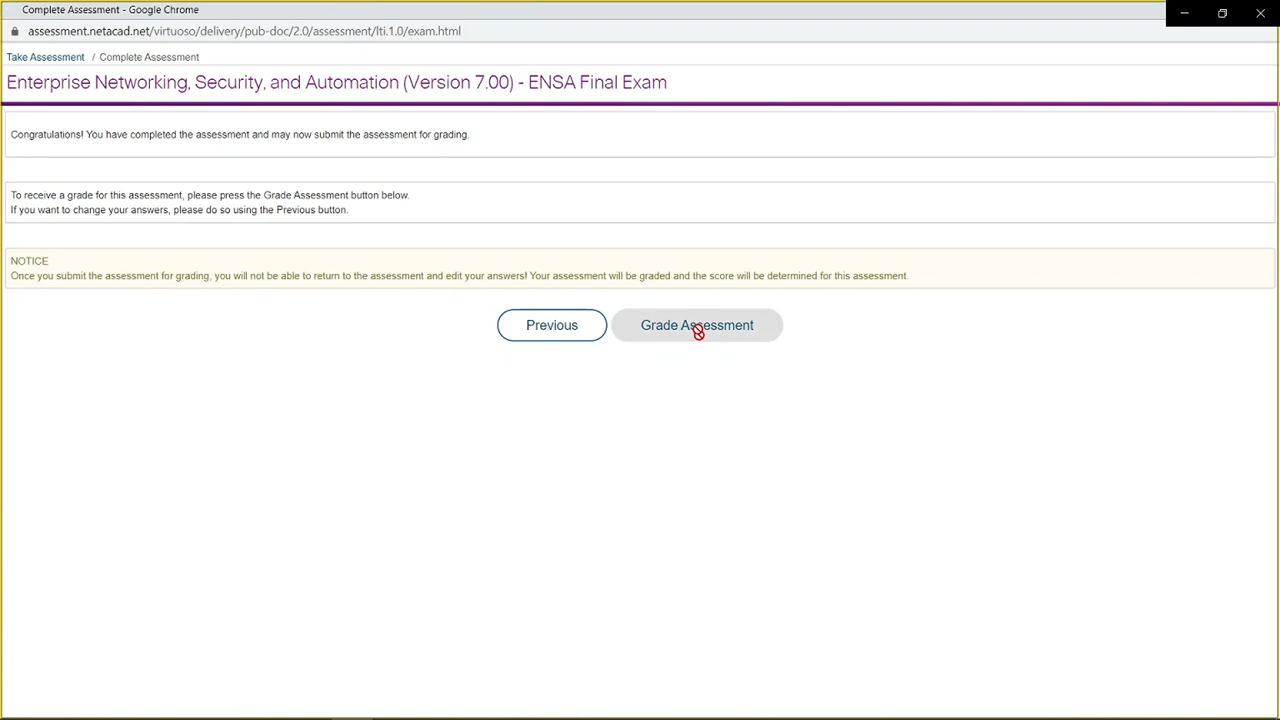 Complete Assessment - Google Chrome
assessment.netacad.net/virtuoso/delivery/pub-doc/2.0/assessment/lti.1.0/exam.html
Take Assessment / Complete Assessment
Enterprise Networking, Security, and Automation (Version 7.00) - ENSA Final Exam
Congratulations! You have completed the assessment and may now submit the assessment for grading.
To receive a grade for this assessment, please press the Grade Assessment button below.
If you want to change your answers, please do so using the Previous button.
NOTICE
Once you submit the assessment for grading, you will not be able to return to the assessment and edit your answers! Your assessment will be graded and the score will be determined for this assessment.
Previous
Grade Assessment